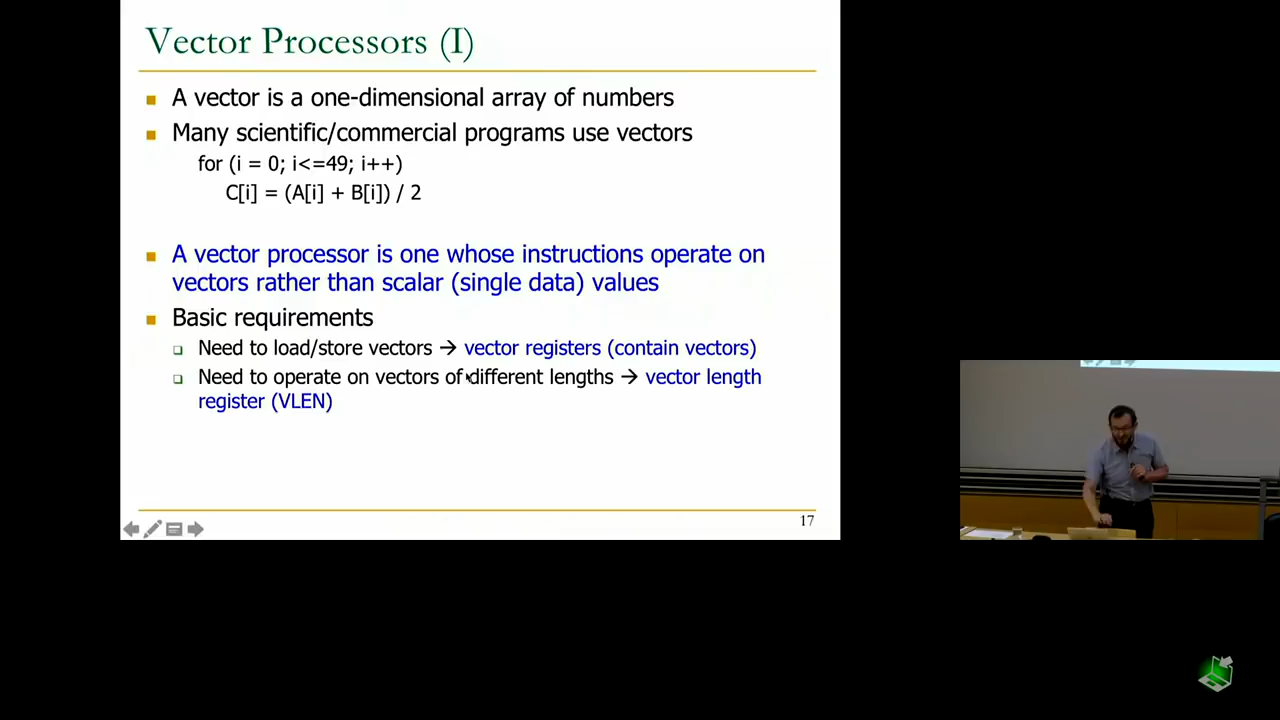 Vector Processors (I)
A vector is a one-dimensional array of numbers
Many scientific/commercial programs use vectors
for (i = 0; i<=49; i++)
C[i] = (A[i] + B[i]) / 2
A vector processor is one whose instructions operate on
vectors rather than scalar (single data) values
Basic requirements
Need to load/store vectors → vector registers (contain vectors)
Need to operate on vectors of different lengths → vector length
register (VLEN)
17